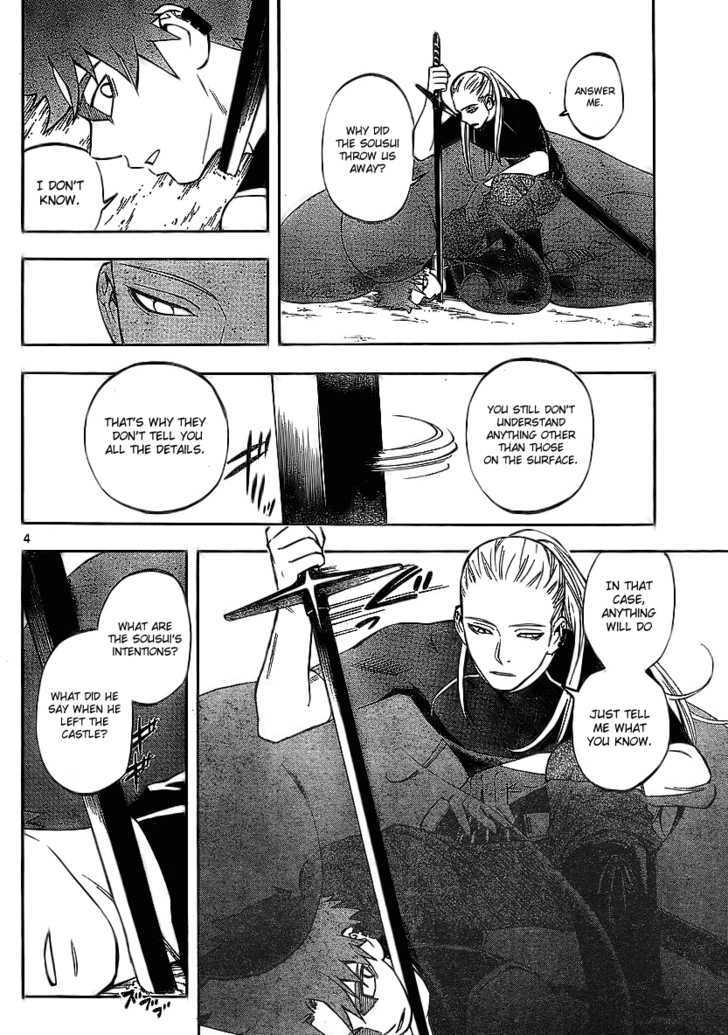 ANSWER
ME.
WHY DID
THE SOUSUI
THROW US
AWAY?
I DON'T
KNOW.
YOU STILL DON'T
UNDERSTAND
ANYTHING OTHER
THAN THOSE
ON THE SURFACE.
THAT'S WHY THEY
DON'T TELL YOU
ALL THE DETAILS.
4
IN THAT
CASE,
ANYTHING
WILL DO
JUST TELL
ME WHAT
YOU KNOW.
WHAT ARE
THE SOUSUI'S
INTENTIONS?
WHAT DID HE
SAY WHEN HE
LEFT THE
CASTLE?
ズズズ